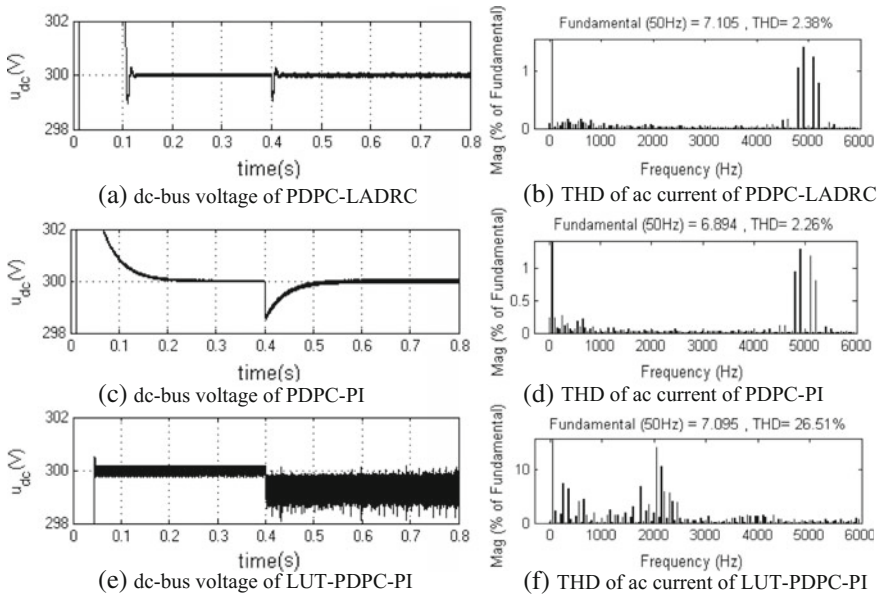 302
300
298
u_dc(V)
0 0.1 0.2 0.3 0.4 0.5 0.6 0.7 0.8
time(s)
(a) dc-bus voltage of PDPC-LADRC
Fundamental (50Hz) = 7.105 , THD= 2.38%
Mag (% of Fundamental)
1
0
0 1000 2000 3000 4000 5000 6000
Frequency (Hz)
(b) THD of ac current of PDPC-LADRC
302
300
298
u_dc(V)
0 0.1 0.2 0.3 0.4 0.5 0.6 0.7 0.8
time(s)
(c) dc-bus voltage of PDPC-PI
Fundamental (50Hz) = 6.894 , THD= 2.26%
Mag (% of Fundamental)
1
0.5
0
0 1000 2000 3000 4000 5000 6000
Frequency (Hz)
(d) THD of ac current of PDPC-PI
302
300
298
u_dc(V)
0 0.1 0.2 0.3 0.4 0.5 0.6 0.7 0.8
time(s)
(e) dc-bus voltage of LUT-PDPC-PI
Fundamental (50Hz) = 7.095 , THD= 26.51%
Mag (% of Fundamental)
10
5
0
0 1000 2000 3000 4000 5000 6000
Frequency (Hz)
(f) THD of ac current of LUT-PDPC-PI